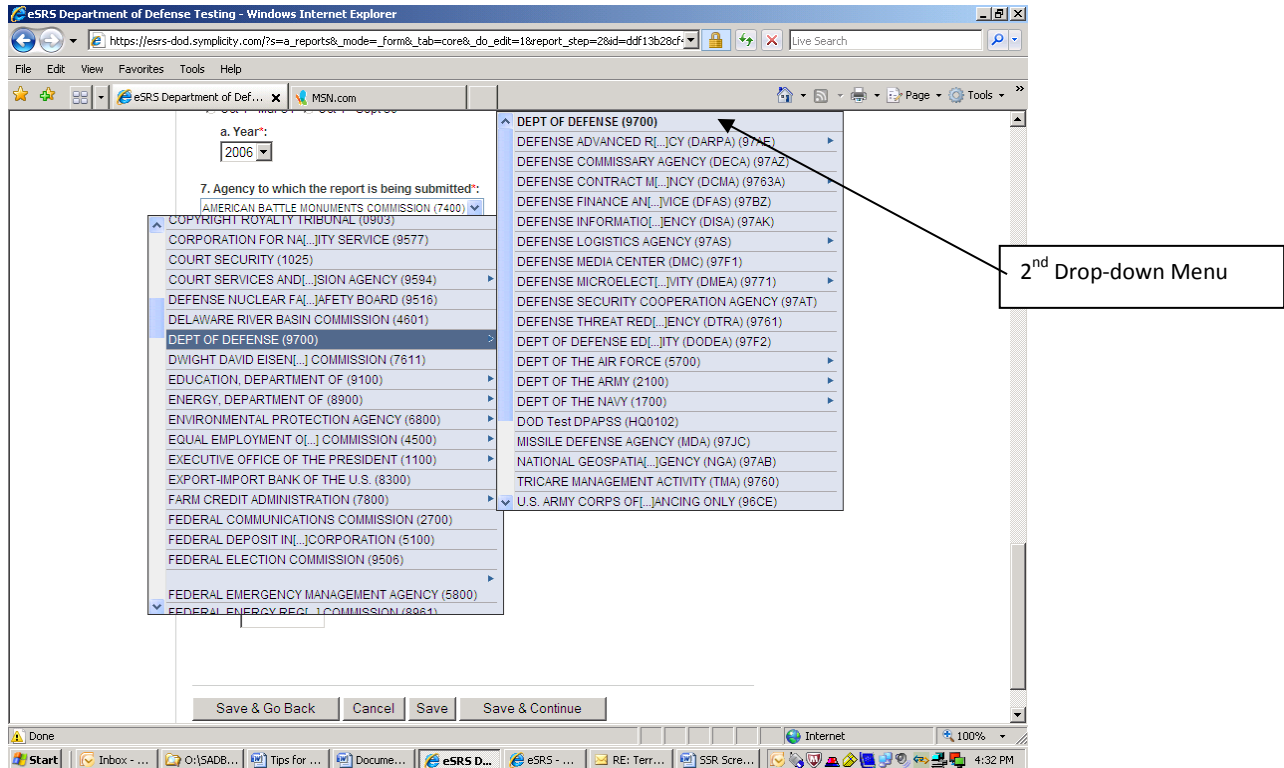 eSRS Department of Defense Testing - Windows Internet Explorer
https://esrs-dod.symplicity.com/?s=a_reports&_mode=_form&_tab=core&_do_edit=1&report_step=2&id=ddf13b28cf
Live Search
File Edit View Favorites Tools Help
eSRS Department of Def... MSN.com Page Tools
a. Year*:
2006
7. Agency to which the report is being submitted*:
AMERICAN BATTLE MONUMENTS COMMISSION (7400)
COPYRIGHT ROYALTY TRIBUNAL (0903)
CORPORATION FOR NA[...]ITY SERVICE (9577)
COURT SECURITY (1025)
COURT SERVICES AND[...]SION AGENCY (9594)
DEFENSE NUCLEAR FA[...]AFETY BOARD (9516)
DELAWARE RIVER BASIN COMMISSION (4601)
DEPT OF DEFENSE (9700)
DWIGHT DAVID EISEN[...] COMMISSION (7611)
EDUCATION, DEPARTMENT OF (9100)
ENERGY, DEPARTMENT OF (8900)
ENVIRONMENTAL PROTECTION AGENCY (6800)
EQUAL EMPLOYMENT O[...] COMMISSION (4500)
EXECUTIVE OFFICE OF THE PRESIDENT (1100)
EXPORT-IMPORT BANK OF THE U.S. (8300)
FARM CREDIT ADMINISTRATION (7800)
FEDERAL COMMUNICATIONS COMMISSION (2700)
FEDERAL DEPOSIT IN[...]CORPORATION (5100)
FEDERAL ELECTION COMMISSION (9506)
FEDERAL EMERGENCY MANAGEMENT AGENCY (5800)
FEDERAL ENERGY REG[...] COMMISSION (8961)
DEPT OF DEFENSE (9700)
DEFENSE ADVANCED R[...]CY (DARPA) (97AE)
DEFENSE COMMISSARY AGENCY (DECA) (97AZ)
DEFENSE CONTRACT M[...]NCY (DCMA) (9763A)
DEFENSE FINANCE AN[...]VICE (DFAS) (97BZ)
DEFENSE INFORMATIO[...]ENCY (DISA) (97AK)
DEFENSE LOGISTICS AGENCY (97AS)
DEFENSE MEDIA CENTER (DMC) (97F1)
DEFENSE MICROELECT[...]VITY (DMEA) (9771)
DEFENSE SECURITY COOPERATION AGENCY (97AT)
DEFENSE THREAT RED[...]ENCY (DTRA) (9761)
DEPT OF DEFENSE ED[...]ITY (DODEA) (97F2)
DEPT OF THE AIR FORCE (5700)
DEPT OF THE ARMY (2100)
DEPT OF THE NAVY (1700)
DOD Test DPAPSS (HQ0102)
MISSILE DEFENSE AGENCY (MDA) (97JC)
NATIONAL GEOSPATIA[...]GENCY (NGA) (97AB)
TRICARE MANAGEMENT ACTIVITY (TMA) (9760)
U.S. ARMY CORPS OF[...]ANCING ONLY (96CE)
2nd Drop-down Menu
Save & Go Back Cancel Save Save & Continue
Done Internet 100%
Start Inbox - ... O:\SADB... Tips for ... Docume... eSRS D... eSRS - ... RE: Terr... SSR Scre... 4:32 PM